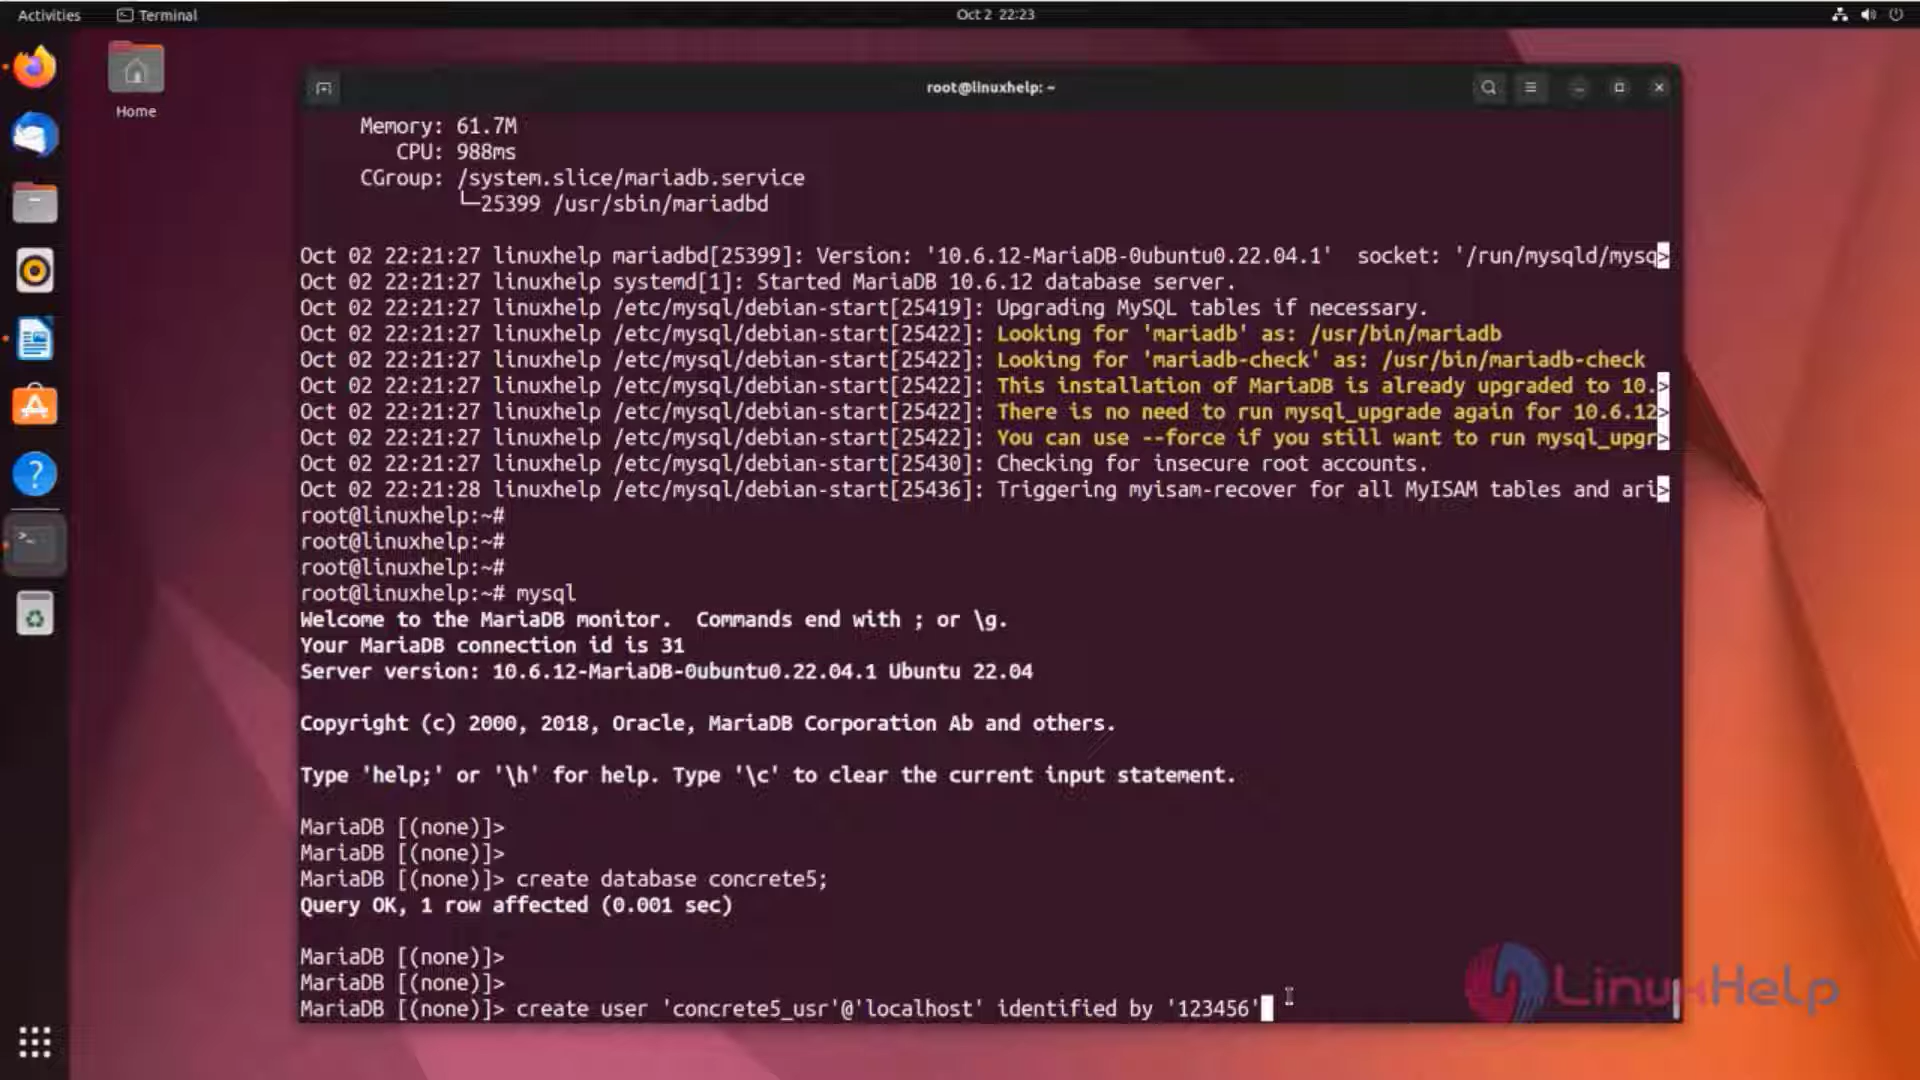 Activities
Terminal
Oct 2 22:23
Home
root@linuxhelp: ~
Memory: 61.7M
CPU: 988ms
CGroup: /system.slice/mariadb.service
└─25399 /usr/sbin/mariadbd
Oct 02 22:21:27 linuxhelp mariadbd[25399]: Version: '10.6.12-MariaDB-0ubuntu0.22.04.1'  socket: '/run/mysqld/mysq>
Oct 02 22:21:27 linuxhelp systemd[1]: Started MariaDB 10.6.12 database server.
Oct 02 22:21:27 linuxhelp /etc/mysql/debian-start[25419]: Upgrading MySQL tables if necessary.
Oct 02 22:21:27 linuxhelp /etc/mysql/debian-start[25422]: Looking for 'mariadb' as: /usr/bin/mariadb
Oct 02 22:21:27 linuxhelp /etc/mysql/debian-start[25422]: Looking for 'mariadb-check' as: /usr/bin/mariadb-check
Oct 02 22:21:27 linuxhelp /etc/mysql/debian-start[25422]: This installation of MariaDB is already upgraded to 10.>
Oct 02 22:21:27 linuxhelp /etc/mysql/debian-start[25422]: There is no need to run mysql_upgrade again for 10.6.12>
Oct 02 22:21:27 linuxhelp /etc/mysql/debian-start[25422]: You can use --force if you still want to run mysql_upgr>
Oct 02 22:21:27 linuxhelp /etc/mysql/debian-start[25430]: Checking for insecure root accounts.
Oct 02 22:21:28 linuxhelp /etc/mysql/debian-start[25436]: Triggering myisam-recover for all MyISAM tables and ari>
root@linuxhelp:~#
root@linuxhelp:~#
root@linuxhelp:~#
root@linuxhelp:~# mysql
Welcome to the MariaDB monitor.  Commands end with ; or \g.
Your MariaDB connection id is 31
Server version: 10.6.12-MariaDB-0ubuntu0.22.04.1 Ubuntu 22.04
Copyright (c) 2000, 2018, Oracle, MariaDB Corporation Ab and others.
Type 'help;' or '\h' for help. Type '\c' to clear the current input statement.
MariaDB [(none)]>
MariaDB [(none)]>
MariaDB [(none)]> create database concrete5;
Query OK, 1 row affected (0.001 sec)
MariaDB [(none)]>
MariaDB [(none)]>
MariaDB [(none)]> create user 'concrete5_usr'@'localhost' identified by '123456'
LinuxHelp